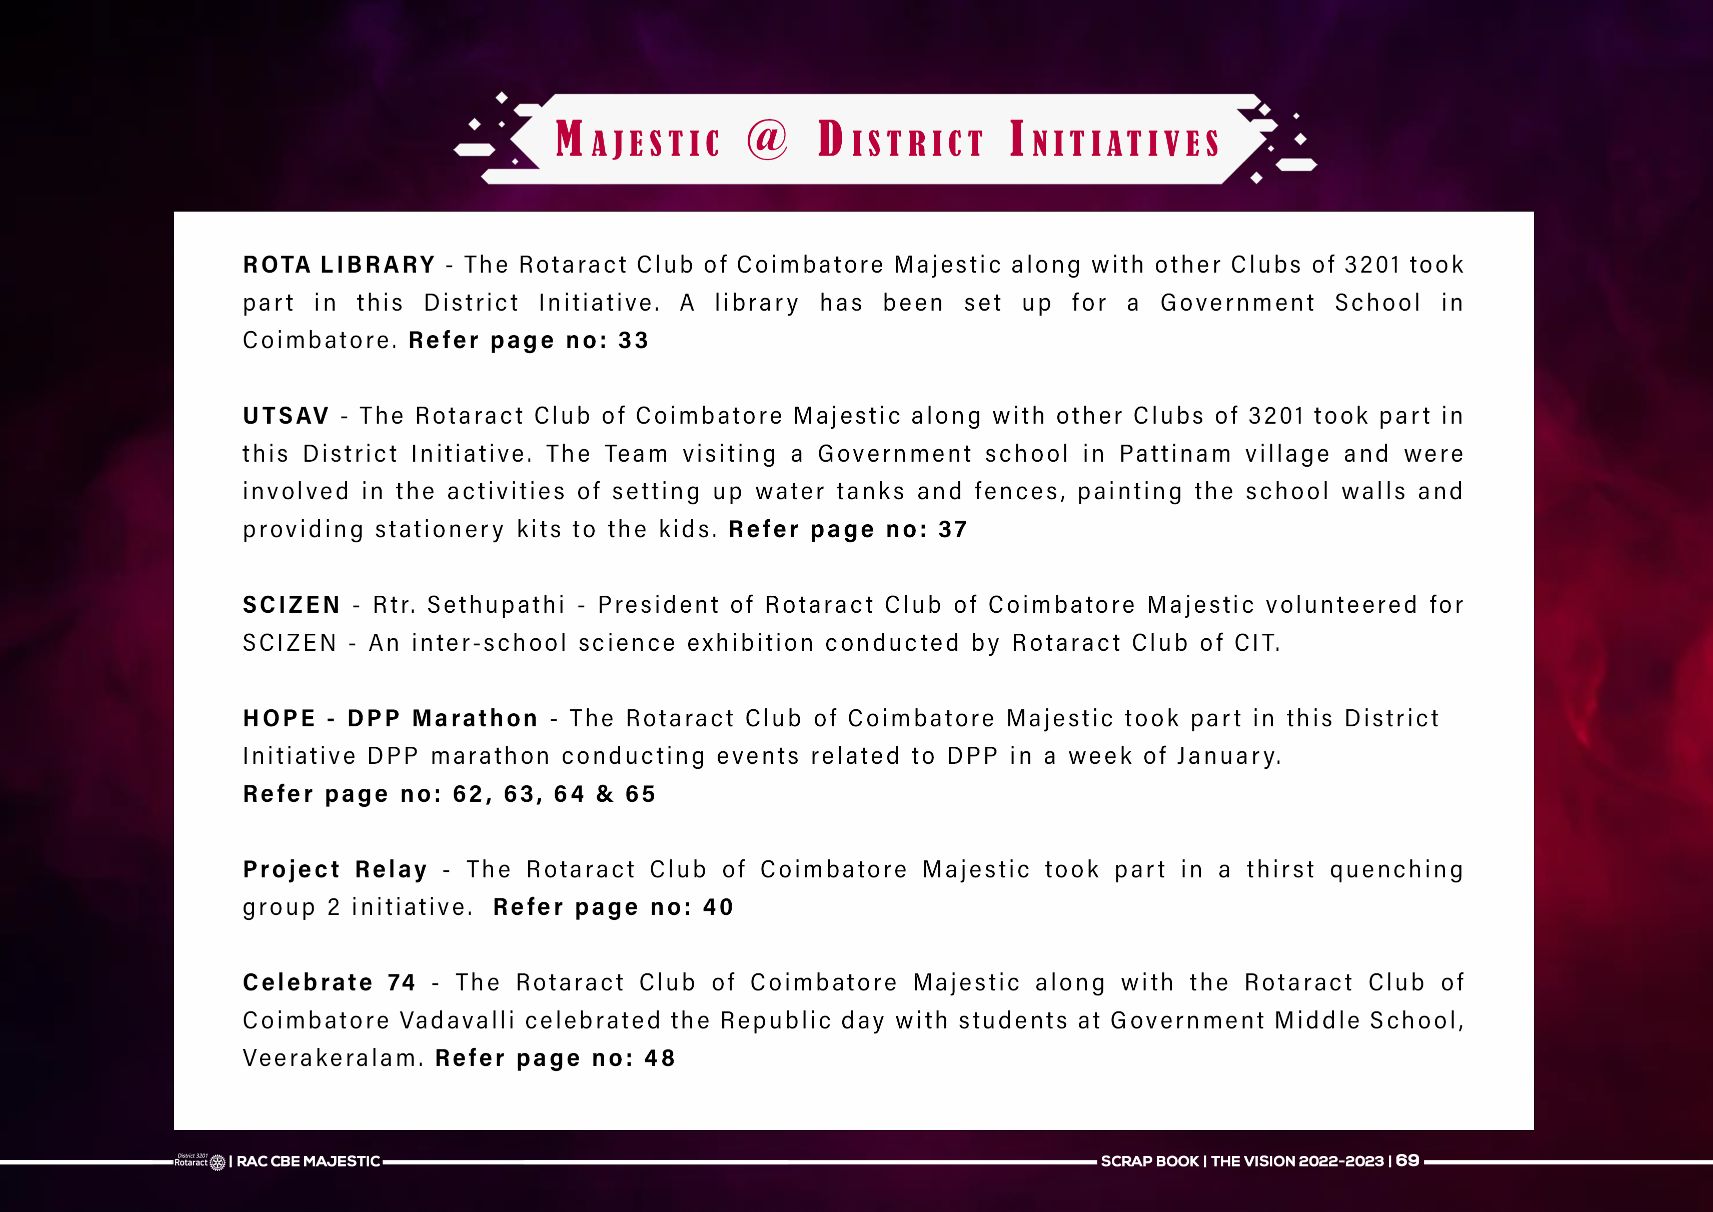 MAJESTIC @ DISTRICT INITIATIVES
ROTA LIBRARY - The Rotaract Club of Coimbatore Majestic along with other Clubs of 3201 took
part in this District Initiative. A library has been set up for a Government School in
Coimbatore. Refer page no: 33
UTSAV - The Rotaract Club of Coimbatore Majestic along with other Clubs of 3201 took part in
this District Initiative. The Team visiting a Government school in Pattinam village and were
involved in the activities of setting up water tanks and fences, painting the school walls and
providing stationery kits to the kids. Refer page no: 37
SCIZEN - Rtr. Sethupathi - President of Rotaract Club of Coimbatore Majestic volunteered for
SCIZEN - An inter-school science exhibition conducted by Rotaract Club of CIT.
HOPE - DPP Marathon - The Rotaract Club of Coimbatore Majestic took part in this District
Initiative DPP marathon conducting events related to DPP in a week of January.
Refer page no: 62, 63, 64 & 65
Project Relay - The Rotaract Club of Coimbatore Majestic took part in a thirst quenching
group 2 initiative. Refer page no: 40
Celebrate 74 - The Rotaract Club of Coimbatore Majestic along with the Rotaract Club of
Coimbatore Vadavalli celebrated the Republic day with students at Government Middle School,
Veerakeralam. Refer page no: 48
District 3201
Rotaract | RAC CBE MAJESTIC
SCRAP BOOK | THE VISION 2022-2023 | 69